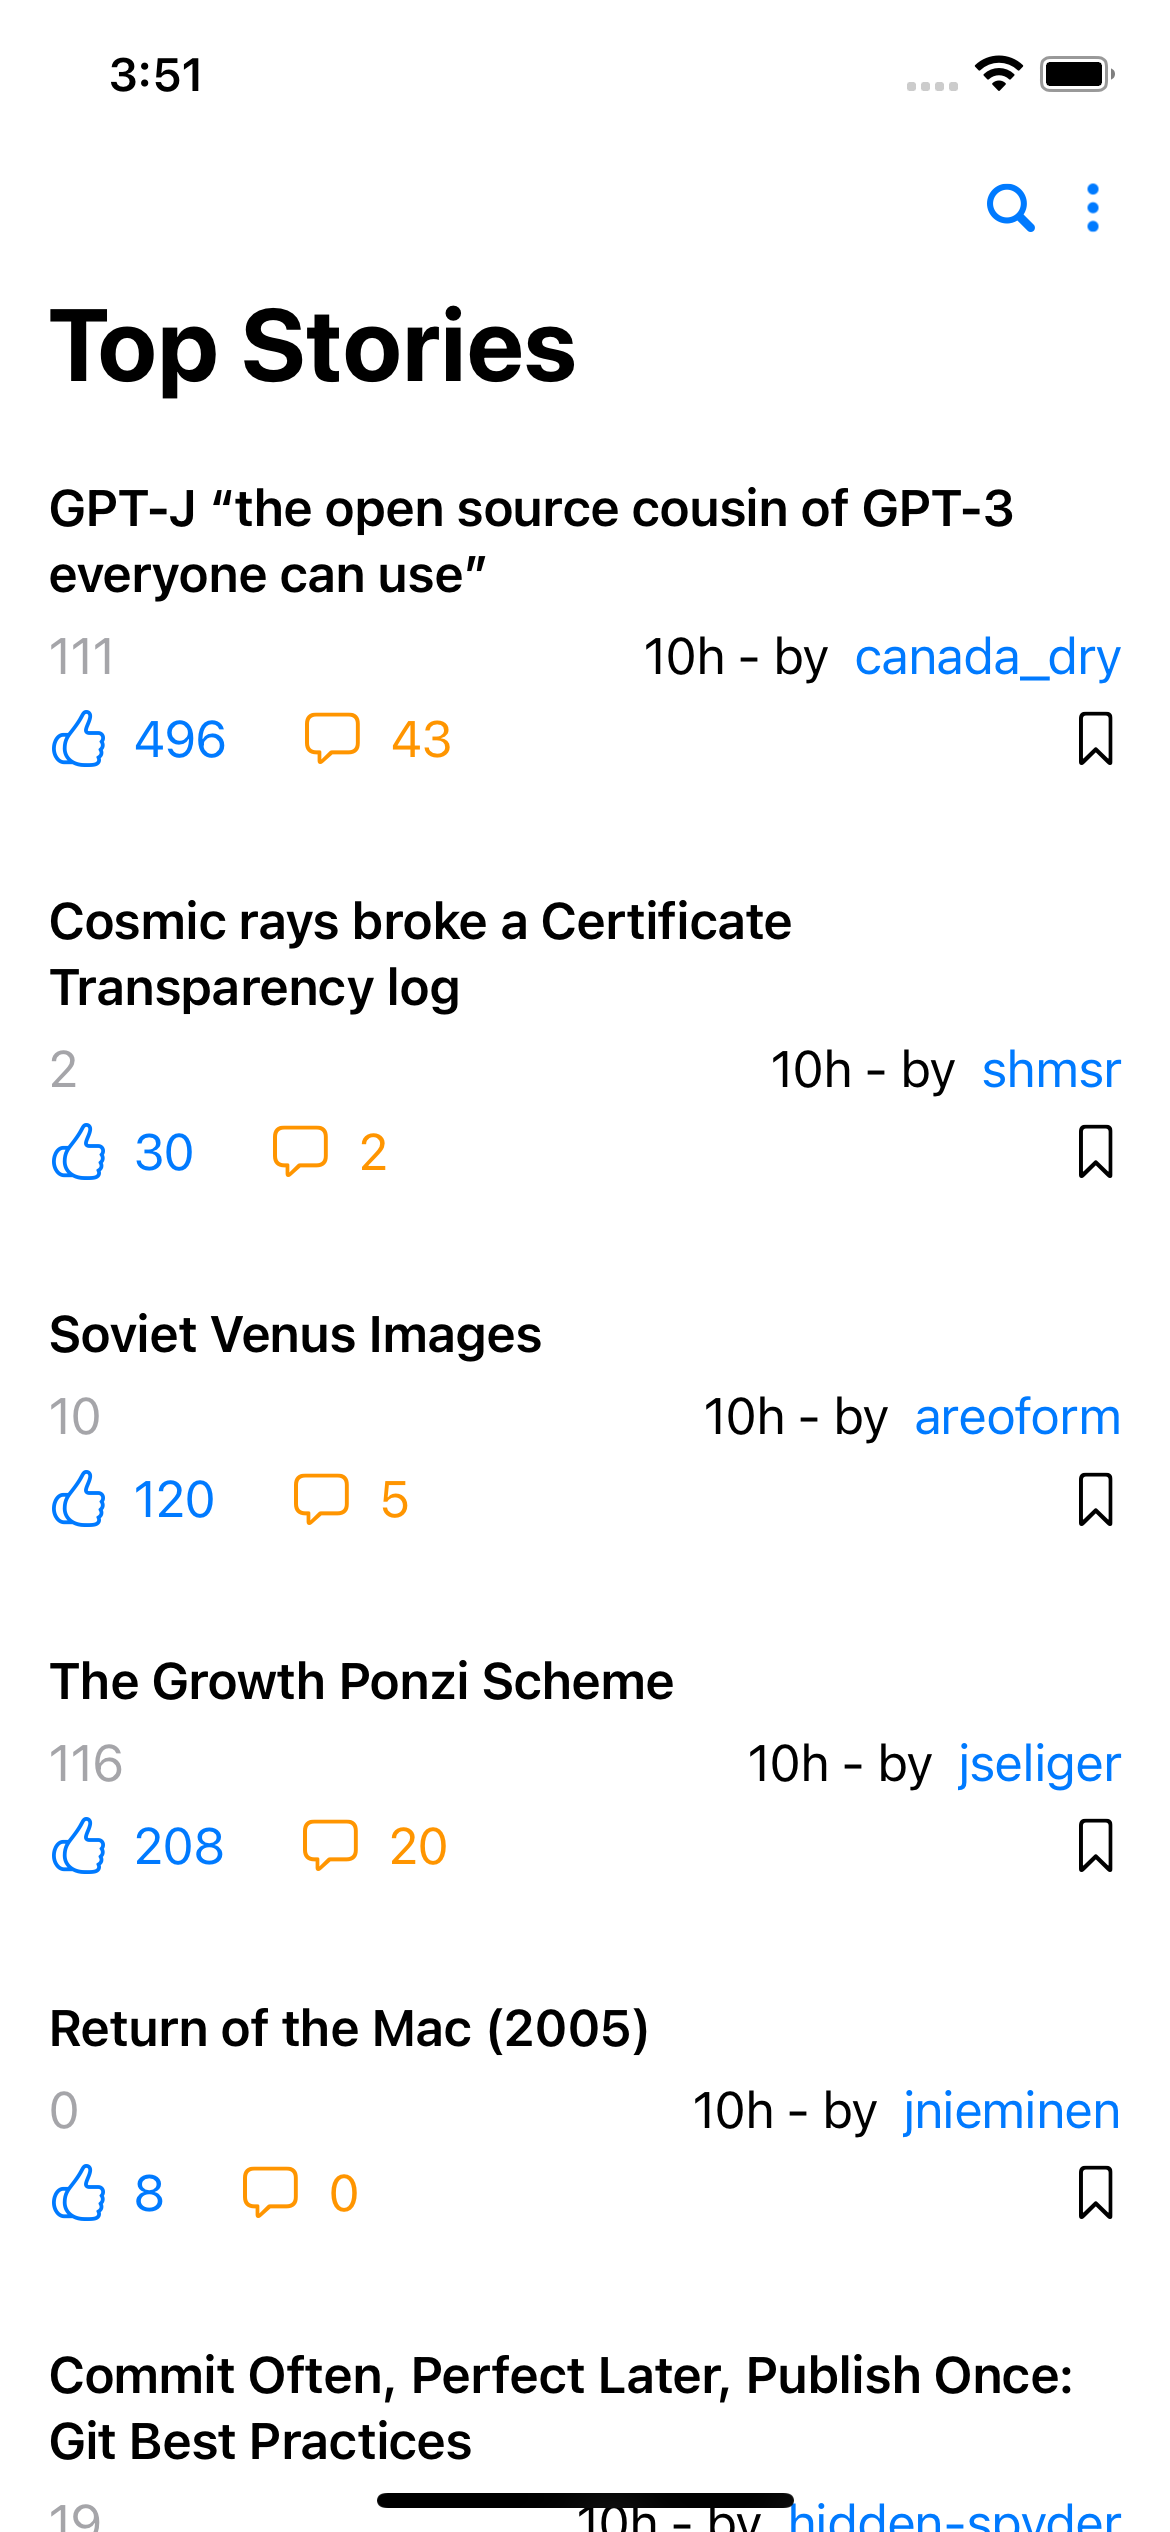 3:51
Top Stories
GPT-J “the open source cousin of GPT-3
everyone can use”
111 10h - by canada_dry
496 43
Cosmic rays broke a Certificate
Transparency log
2 10h - by shmsr
30 2
Soviet Venus Images
10 10h - by areoform
120 5
The Growth Ponzi Scheme
116 10h - by jseliger
208 20
Return of the Mac (2005)
0 10h - by jnieminen
8 0
Commit Often, Perfect Later, Publish Once:
Git Best Practices
19 10h - by hidden-spyder